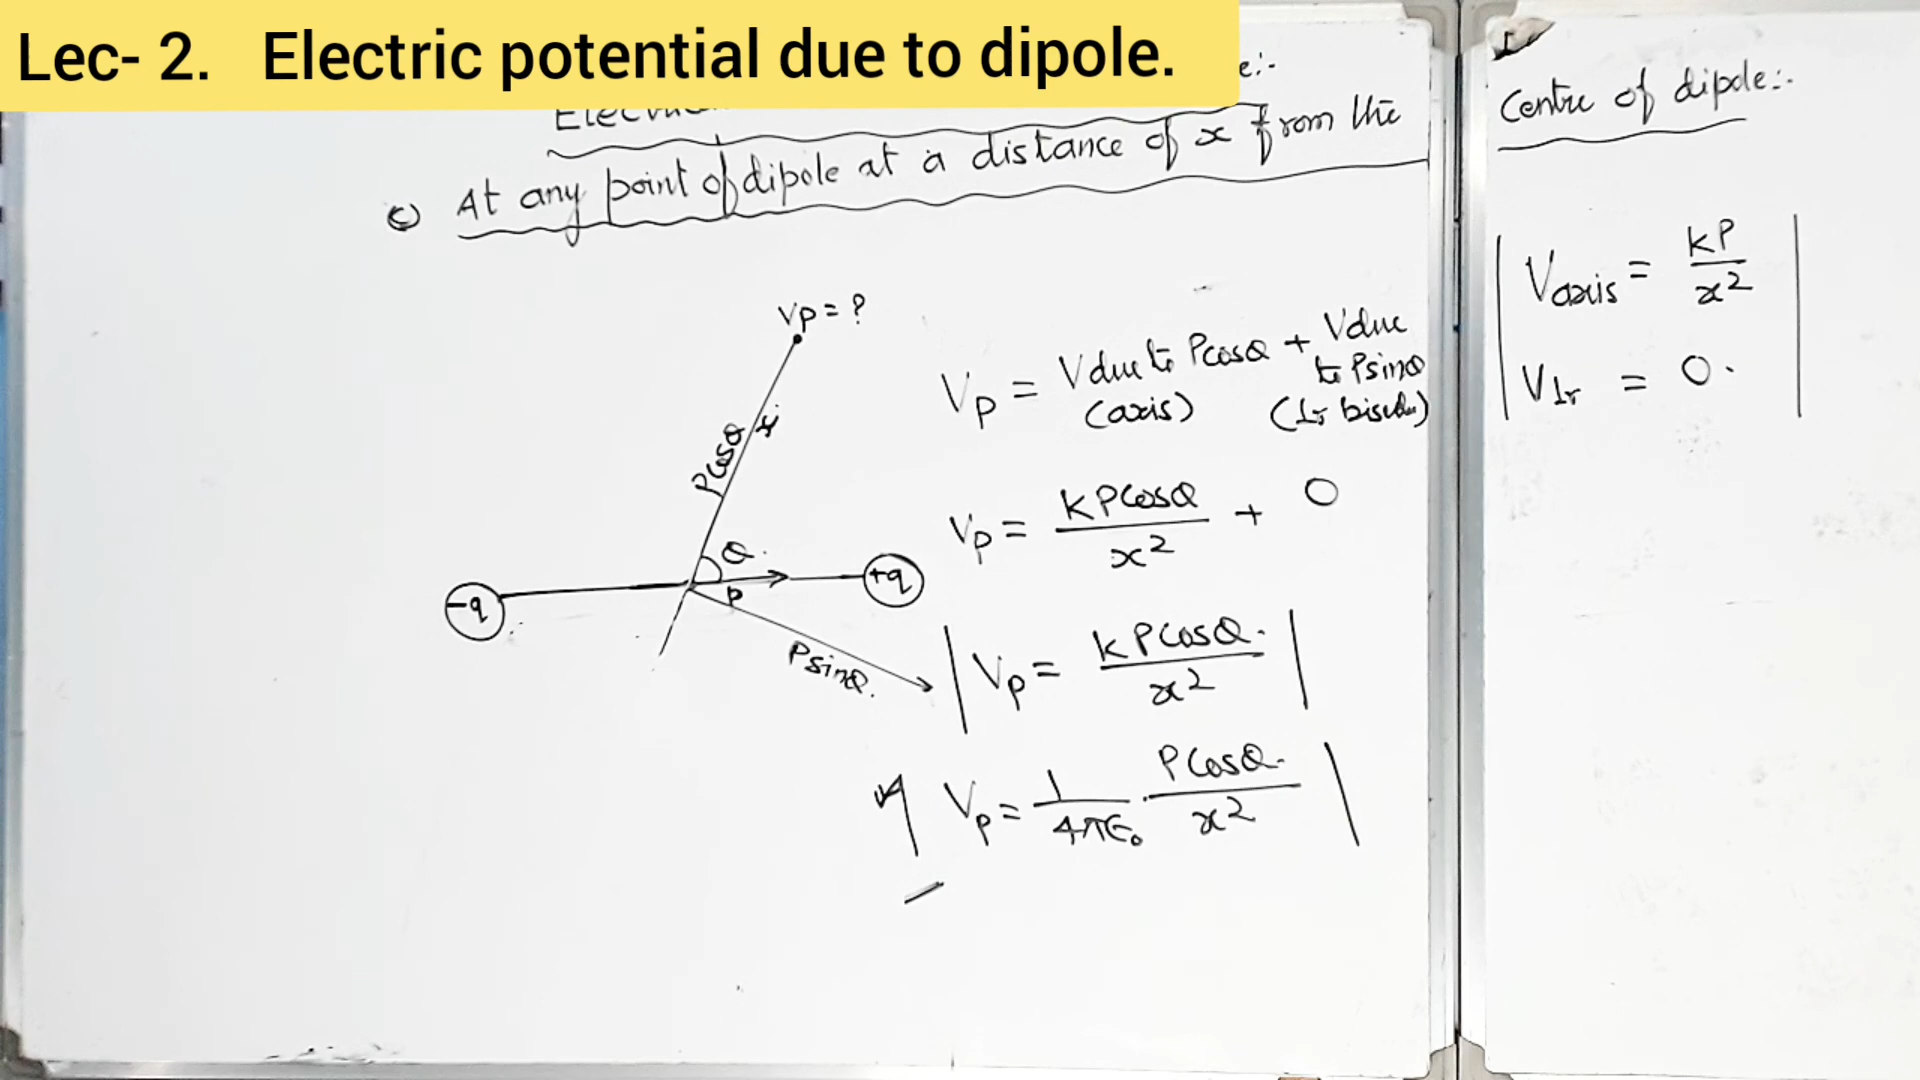 Lec- 2. Electric potential due to dipole.
e:-
c) At any point of dipole at a distance of x from the
Centre of dipole:-
Vp = ?
Pcosθ
x
θ
P
-q
+q
Psinθ.
Vp = V due to Pcosθ + V due to Psinθ
(axis) (⊥r bisector)
Vp = kPcosθ / x² + 0
| Vp = kPcosθ. / x² |
Vp = 1 / 4πε₀ . Pcosθ. / x² |
| Vaxis = kP / x² |
| V⊥r = 0. |